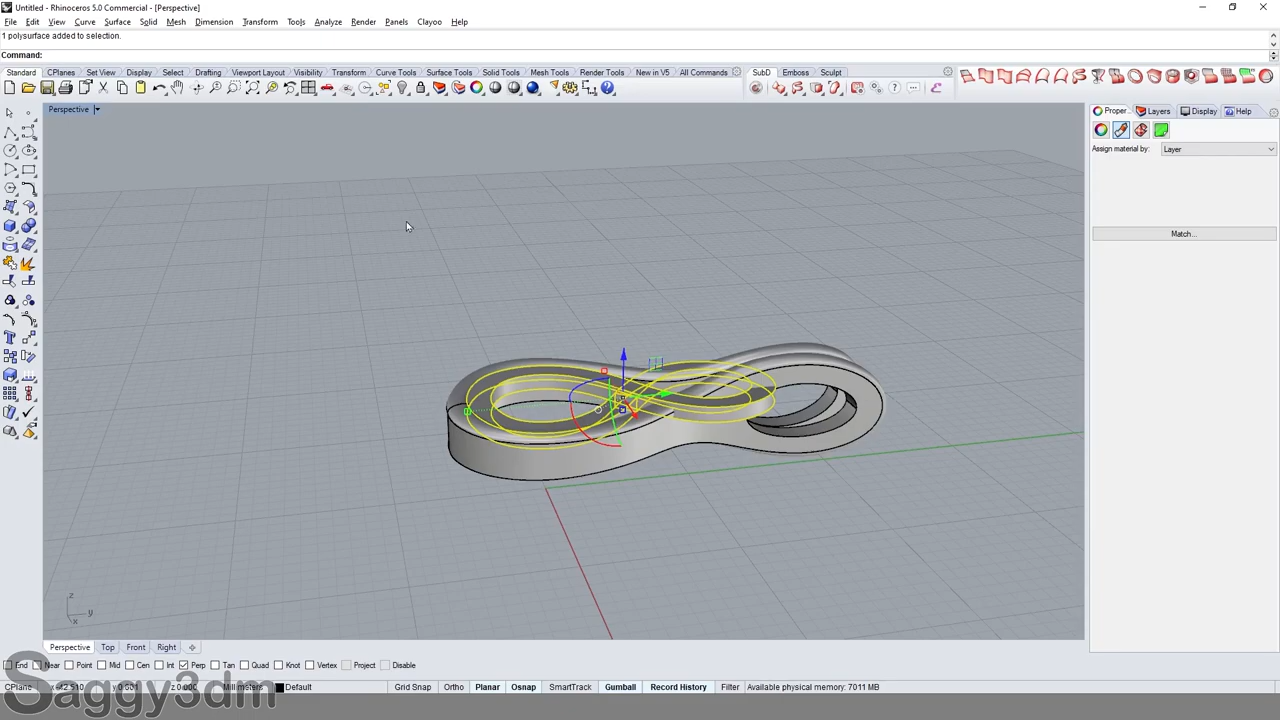 Untitled - Rhinoceros 5.0 Commercial - [Perspective]
File Edit View Curve Surface Solid Mesh Dimension Transform Tools Analyze Render Panels Clayoo Help
1 polysurface added to selection.
Command:
Standard CPlanes Set View Display Select Viewport Layout Visibility Transform Curve Tools Surface Tools Solid Tools Mesh Tools Render Tools Drafting New in V5 All Commands SubD Emboss Sculpt
Perspective
Proper... Layers Display Help
Assign material by: Layer
Match...
z
y
x
Perspective Top Front Right
End Near Point Mid Cen Int Perp Tan Quad Knot Vertex Project Disable
CPlane Millimeters Default Grid Snap Ortho Planar Osnap SmartTrack Gumball Record History Filter Available physical memory: 7011 MB
Saggy3dm